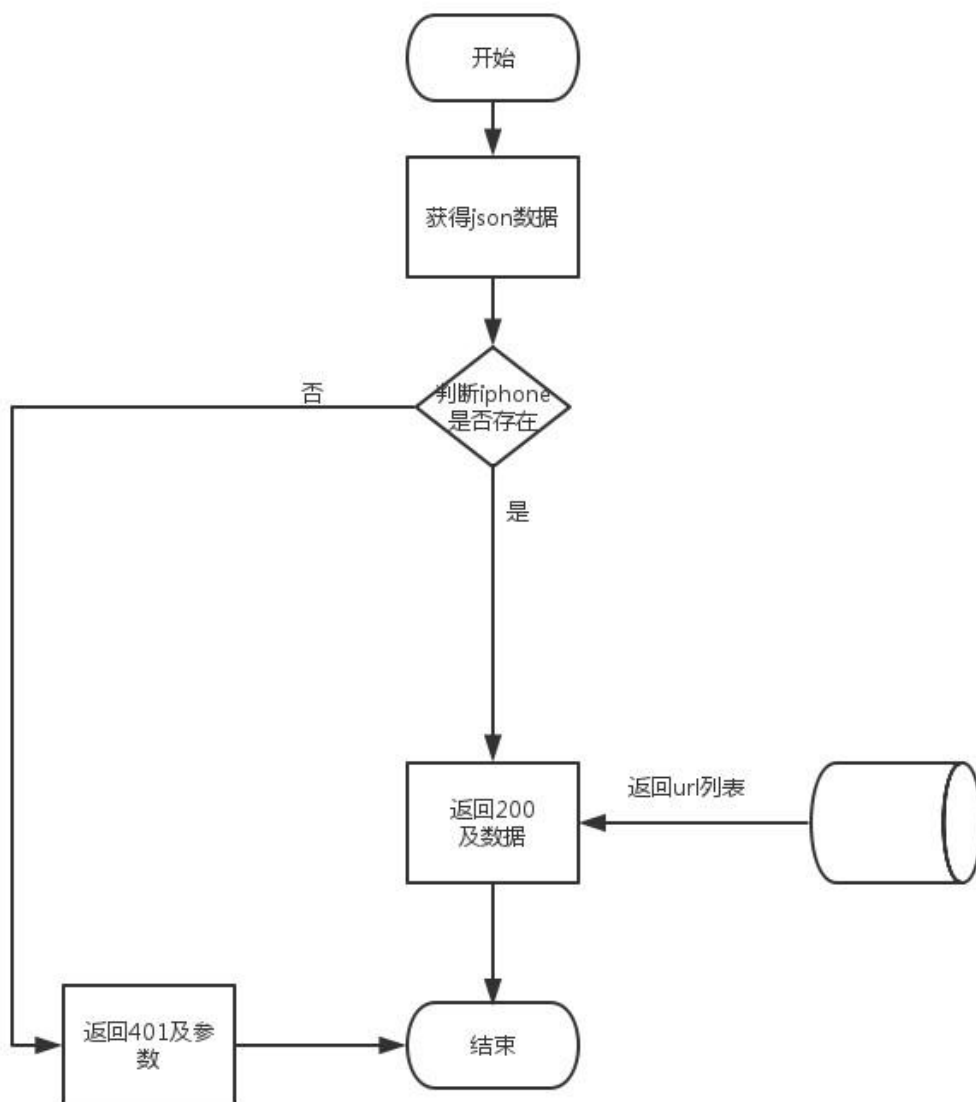 开始
获得json数据
否
判断iphone
是否存在
是
返回url列表
返回200
及数据
返回401及参
数
结束